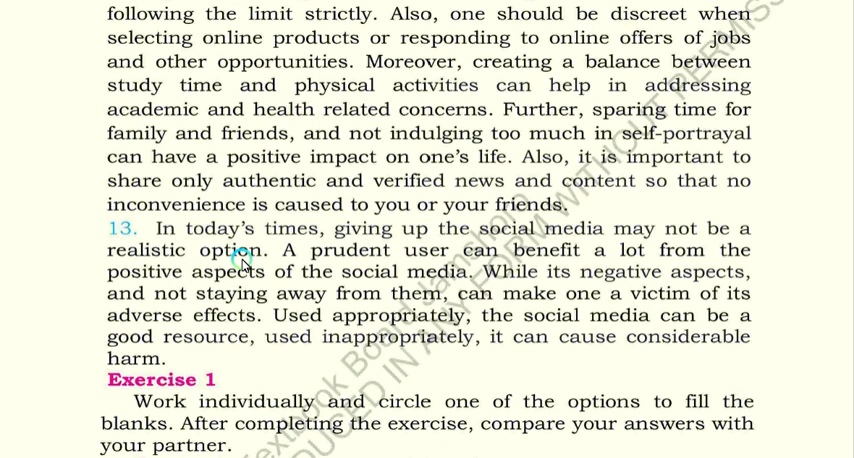 following the limit strictly. Also, one should be discreet when
selecting online products or responding to online offers of jobs
and other opportunities. Moreover, creating a balance between
study time and physical activities can help in addressing
academic and health related concerns. Further, sparing time for
family and friends, and not indulging too much in self-portrayal
can have a positive impact on one's life. Also, it is important to
share only authentic and verified news and content so that no
inconvenience is caused to you or your friends.
13. In today's times, giving up the social media may not be a
realistic option. A prudent user can benefit a lot from the
positive aspects of the social media. While its negative aspects,
and not staying away from them, can make one a victim of its
adverse effects. Used appropriately, the social media can be a
good resource, used inappropriately, it can cause considerable
harm.
Exercise 1
Work individually and circle one of the options to fill the
blanks. After completing the exercise, compare your answers with
your partner.
Board Jamshoro
IN ANY FORM WITHOUT